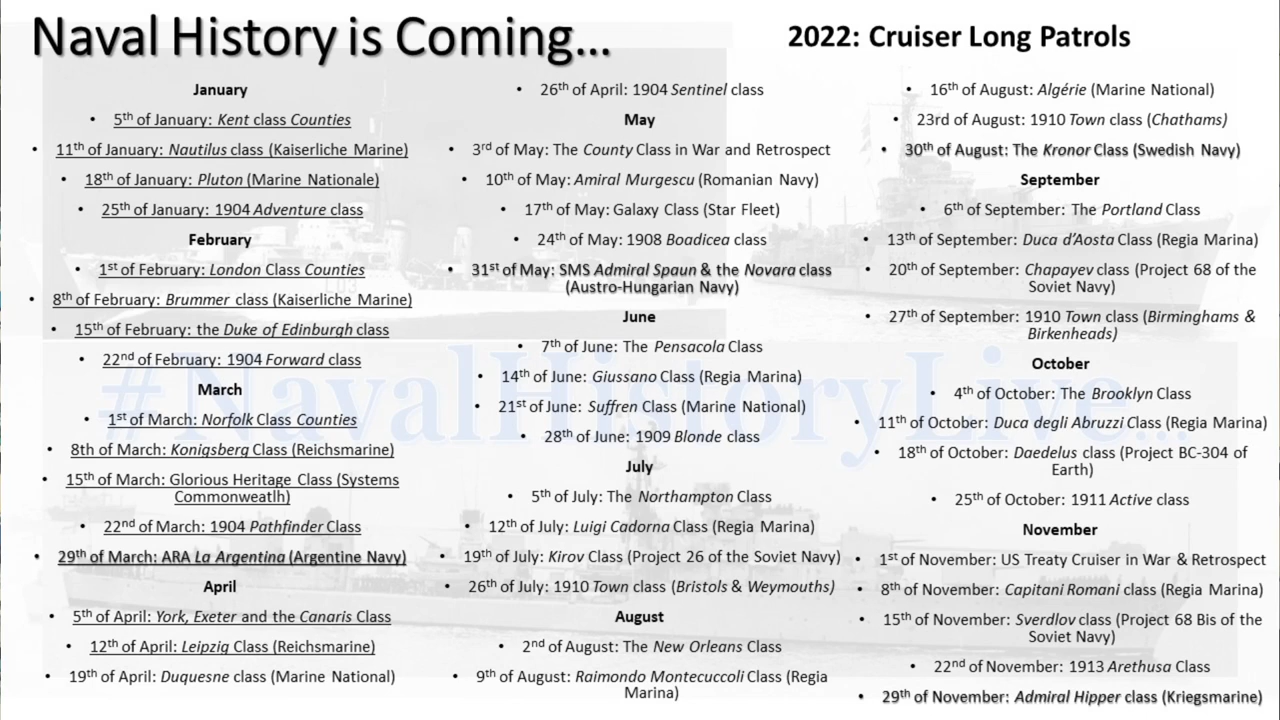 Naval History is Coming...
2022: Cruiser Long Patrols
January
• 5th of January: Kent class Counties
• 11th of January: Nautilus class (Kaiserliche Marine)
• 18th of January: Pluton (Marine Nationale)
• 25th of January: 1904 Adventure class
February
• 1st of February: London Class Counties
• 8th of February: Brummer class (Kaiserliche Marine)
• 15th of February: the Duke of Edinburgh class
• 22nd of February: 1904 Forward class
March
• 1st of March: Norfolk Class Counties
• 8th of March: Konigsberg Class (Reichsmarine)
• 15th of March: Glorious Heritage Class (Systems
Commonweatlh)
• 22nd of March: 1904 Pathfinder Class
• 29th of March: ARA La Argentina (Argentine Navy)
April
• 5th of April: York, Exeter and the Canaris Class
• 12th of April: Leipzig Class (Reichsmarine)
• 19th of April: Duquesne class (Marine National)
• 26th of April: 1904 Sentinel class
May
• 3rd of May: The County Class in War and Retrospect
• 10th of May: Amiral Murgescu (Romanian Navy)
• 17th of May: Galaxy Class (Star Fleet)
• 24th of May: 1908 Boadicea class
• 31st of May: SMS Admiral Spaun & the Novara class
(Austro-Hungarian Navy)
June
• 7th of June: The Pensacola Class
• 14th of June: Giussano Class (Regia Marina)
• 21st of June: Suffren Class (Marine National)
• 28th of June: 1909 Blonde class
July
• 5th of July: The Northampton Class
• 12th of July: Luigi Cadorna Class (Regia Marina)
• 19th of July: Kirov Class (Project 26 of the Soviet Navy)
• 26th of July: 1910 Town class (Bristols & Weymouths)
August
• 2nd of August: The New Orleans Class
• 9th of August: Raimondo Montecuccoli Class (Regia
Marina)
• 16th of August: Algérie (Marine National)
• 23rd of August: 1910 Town class (Chathams)
• 30th of August: The Kronor Class (Swedish Navy)
September
• 6th of September: The Portland Class
• 13th of September: Duca d'Aosta Class (Regia Marina)
• 20th of September: Chapayev class (Project 68 of the
Soviet Navy)
• 27th of September: 1910 Town class (Birminghams &
Birkenheads)
October
• 4th of October: The Brooklyn Class
• 11th of October: Duca degli Abruzzi Class (Regia Marina)
• 18th of October: Daedelus class (Project BC-304 of
Earth)
• 25th of October: 1911 Active class
November
• 1st of November: US Treaty Cruiser in War & Retrospect
• 8th of November: Capitani Romani class (Regia Marina)
• 15th of November: Sverdlov class (Project 68 Bis of the
Soviet Navy)
• 22nd of November: 1913 Arethusa Class
• 29th of November: Admiral Hipper class (Kriegsmarine)
#NavalHistoryLive...
L03